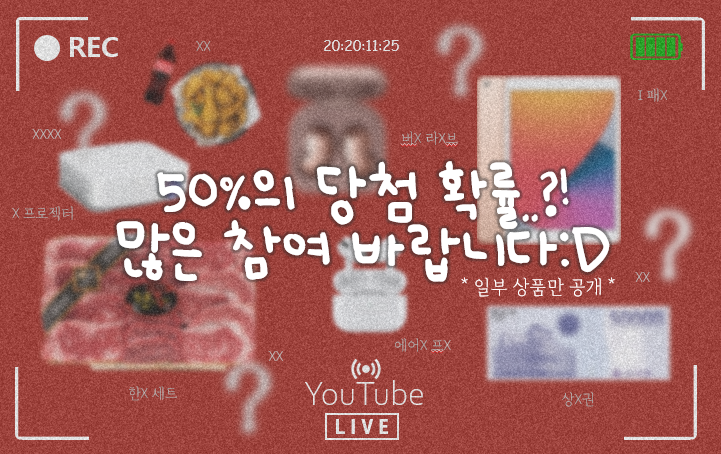 REC
XX
20:20:11:25
I 패X
XXXX
버X 라X브
X 프로젝터
50%의 당첨 확률..?!
많은 참여 바랍니다:D
* 일부 상품만 공개 *
XX
에어X 프X
XX
한X 세트
상X권
YouTube
LIVE